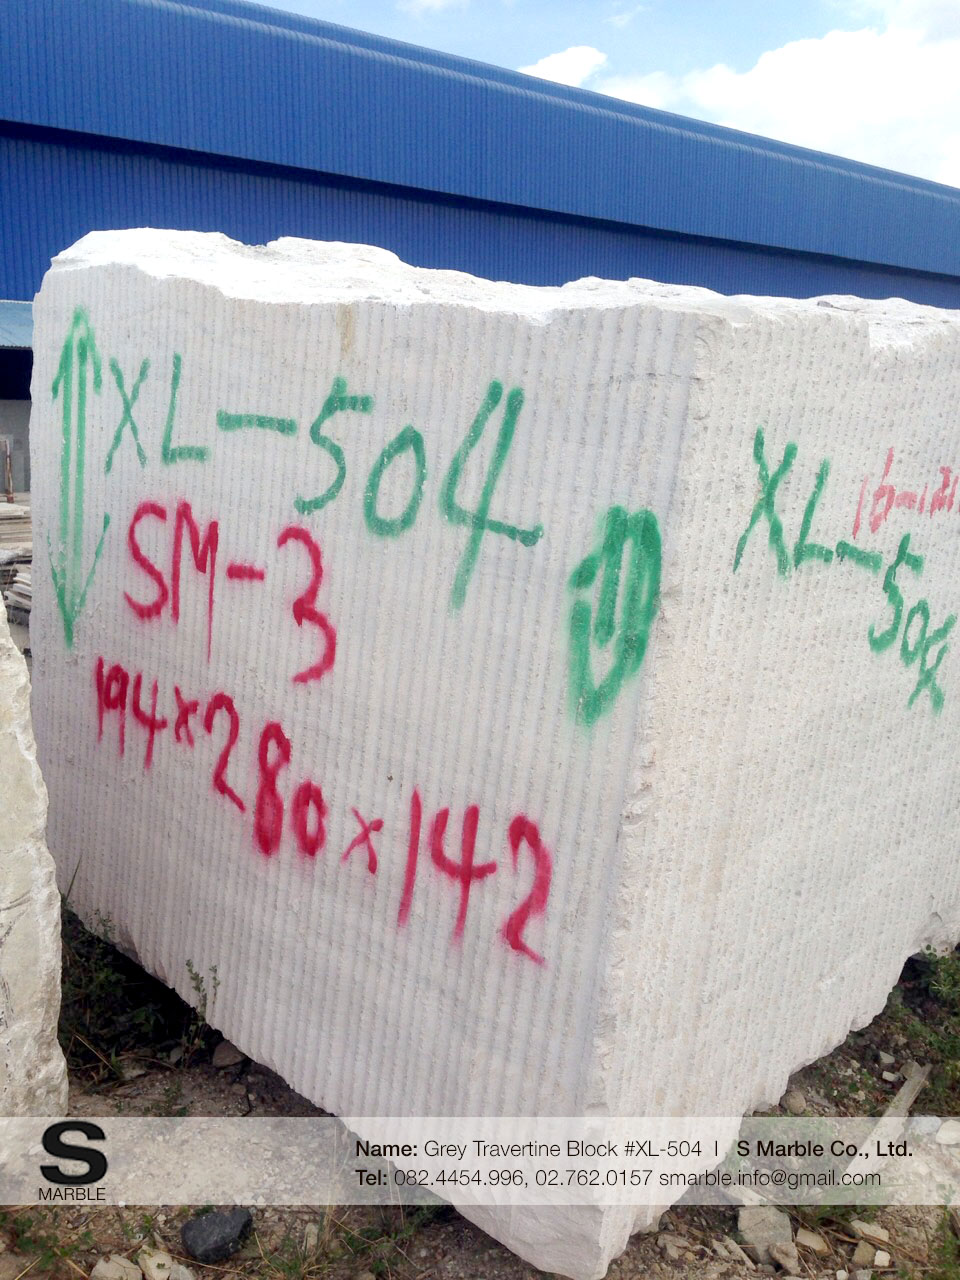 XL-504
SM-3
194x280x142
XL-504
S
MARBLE
Name: Grey Travertine Block #XL-504 | S Marble Co., Ltd.
Tel: 082.4454.996, 02.762.0157 smarble.info@gmail.com